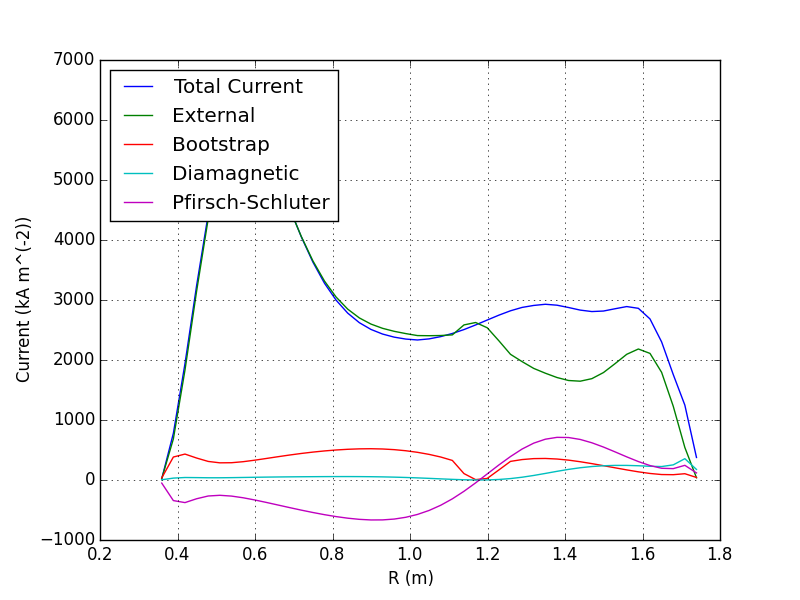 7000
6000
5000
4000
3000
2000
1000
0
−1000
Current (kA m^(-2))
Total Current
External
Bootstrap
Diamagnetic
Pfirsch-Schluter
0.2 0.4 0.6 0.8 1.0 1.2 1.4 1.6 1.8
R (m)